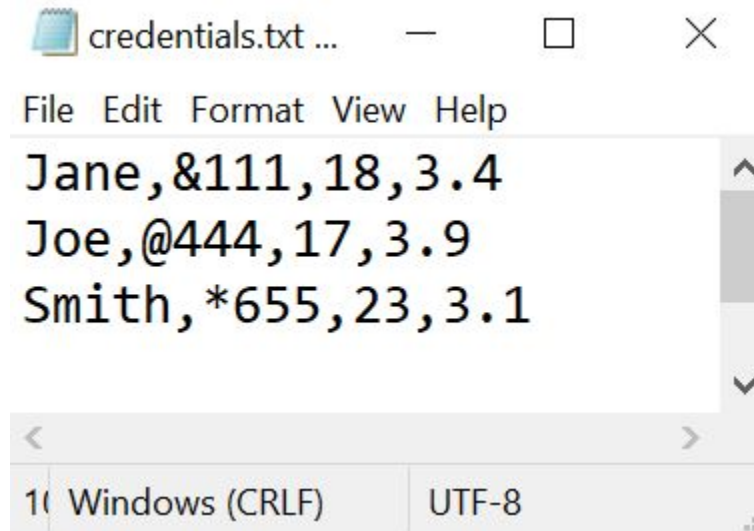 credentials.txt ...
File Edit Format View Help
Jane,&111,18,3.4
Joe,@444,17,3.9
Smith,*655,23,3.1
Windows (CRLF) UTF-8